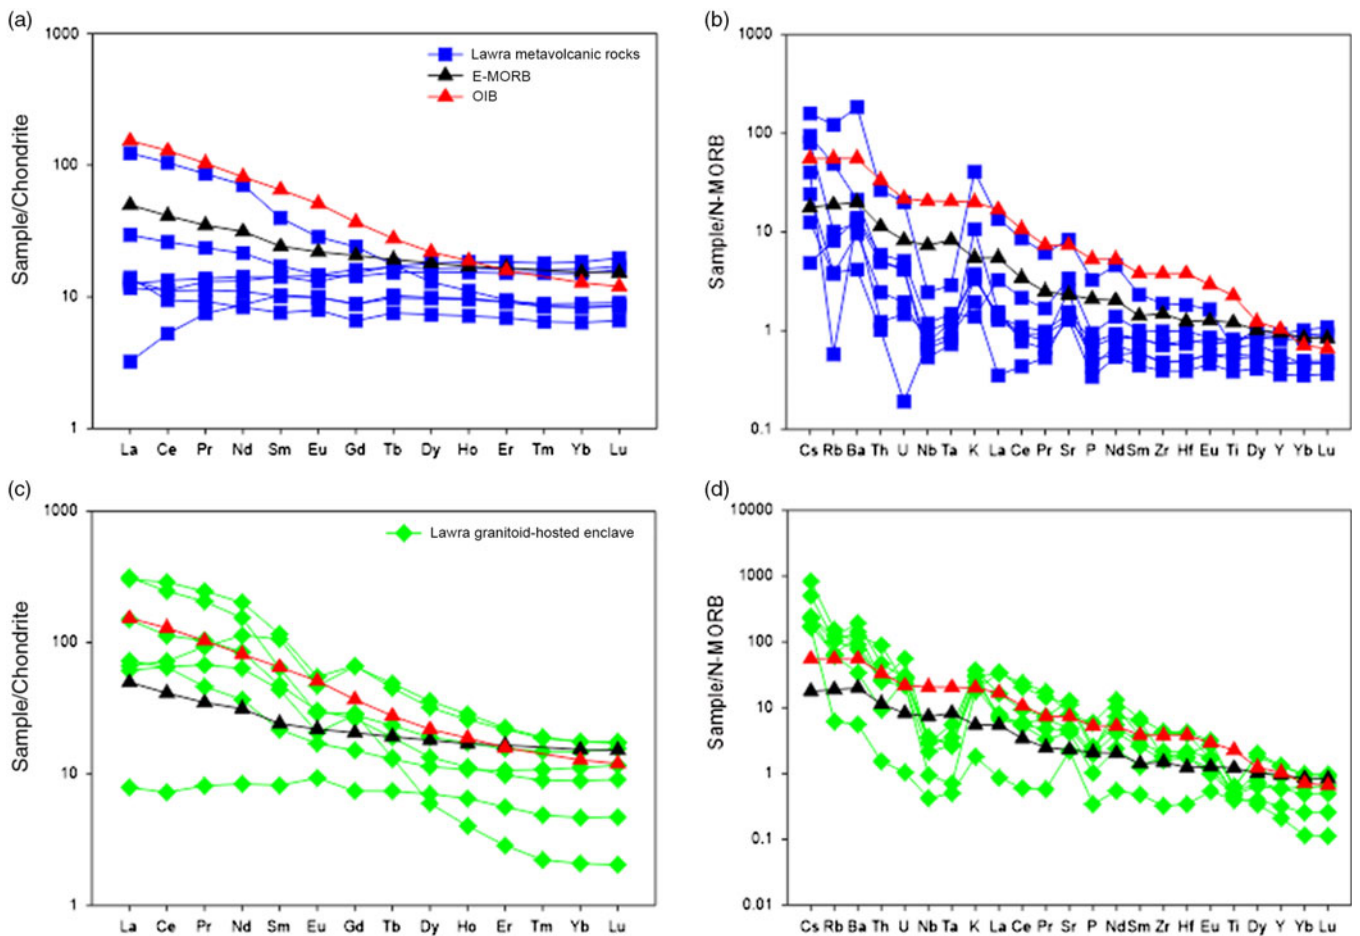 (a)
1000
100
10
1
Sample/Chondrite
Lawra metavolcanic rocks
E-MORB
OIB
La Ce Pr Nd Sm Eu Gd Tb Dy Ho Er Tm Yb Lu
(b)
1000
100
10
1
0.1
Sample/N-MORB
Cs Rb Ba Th U Nb Ta K La Ce Pr Sr P Nd Sm Zr Hf Eu Ti Dy Y Yb Lu
(c)
1000
100
10
1
Sample/Chondrite
Lawra granitoid-hosted enclave
La Ce Pr Nd Sm Eu Gd Tb Dy Ho Er Tm Yb Lu
(d)
10000
1000
100
10
1
0.1
0.01
Sample/N-MORB
Cs Rb Ba Th U Nb Ta K La Ce Pr Sr P Nd Sm Zr Hf Eu Ti Dy Y Yb Lu